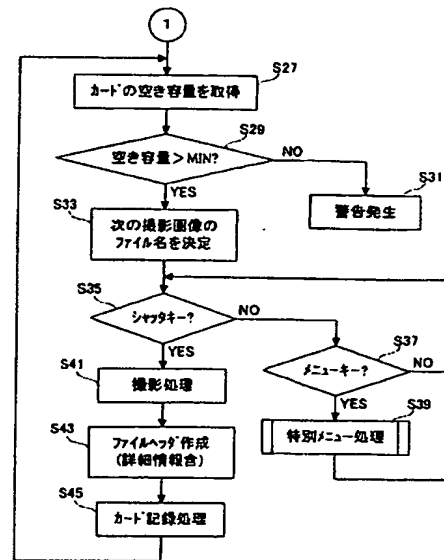 1
S27
カードの空き容量を取得
S29
空き容量>MIN?
NO
S31
YES
警告発生
S33
次の撮影画像の
ファイル名を決定
S35
シャッタキー?
NO
S37
YES
メニューキー?
NO
S41
撮影処理
YES
S39
特別メニュー処理
S43
ファイルヘッダ作成
(詳細情報含)
S45
カード記録処理